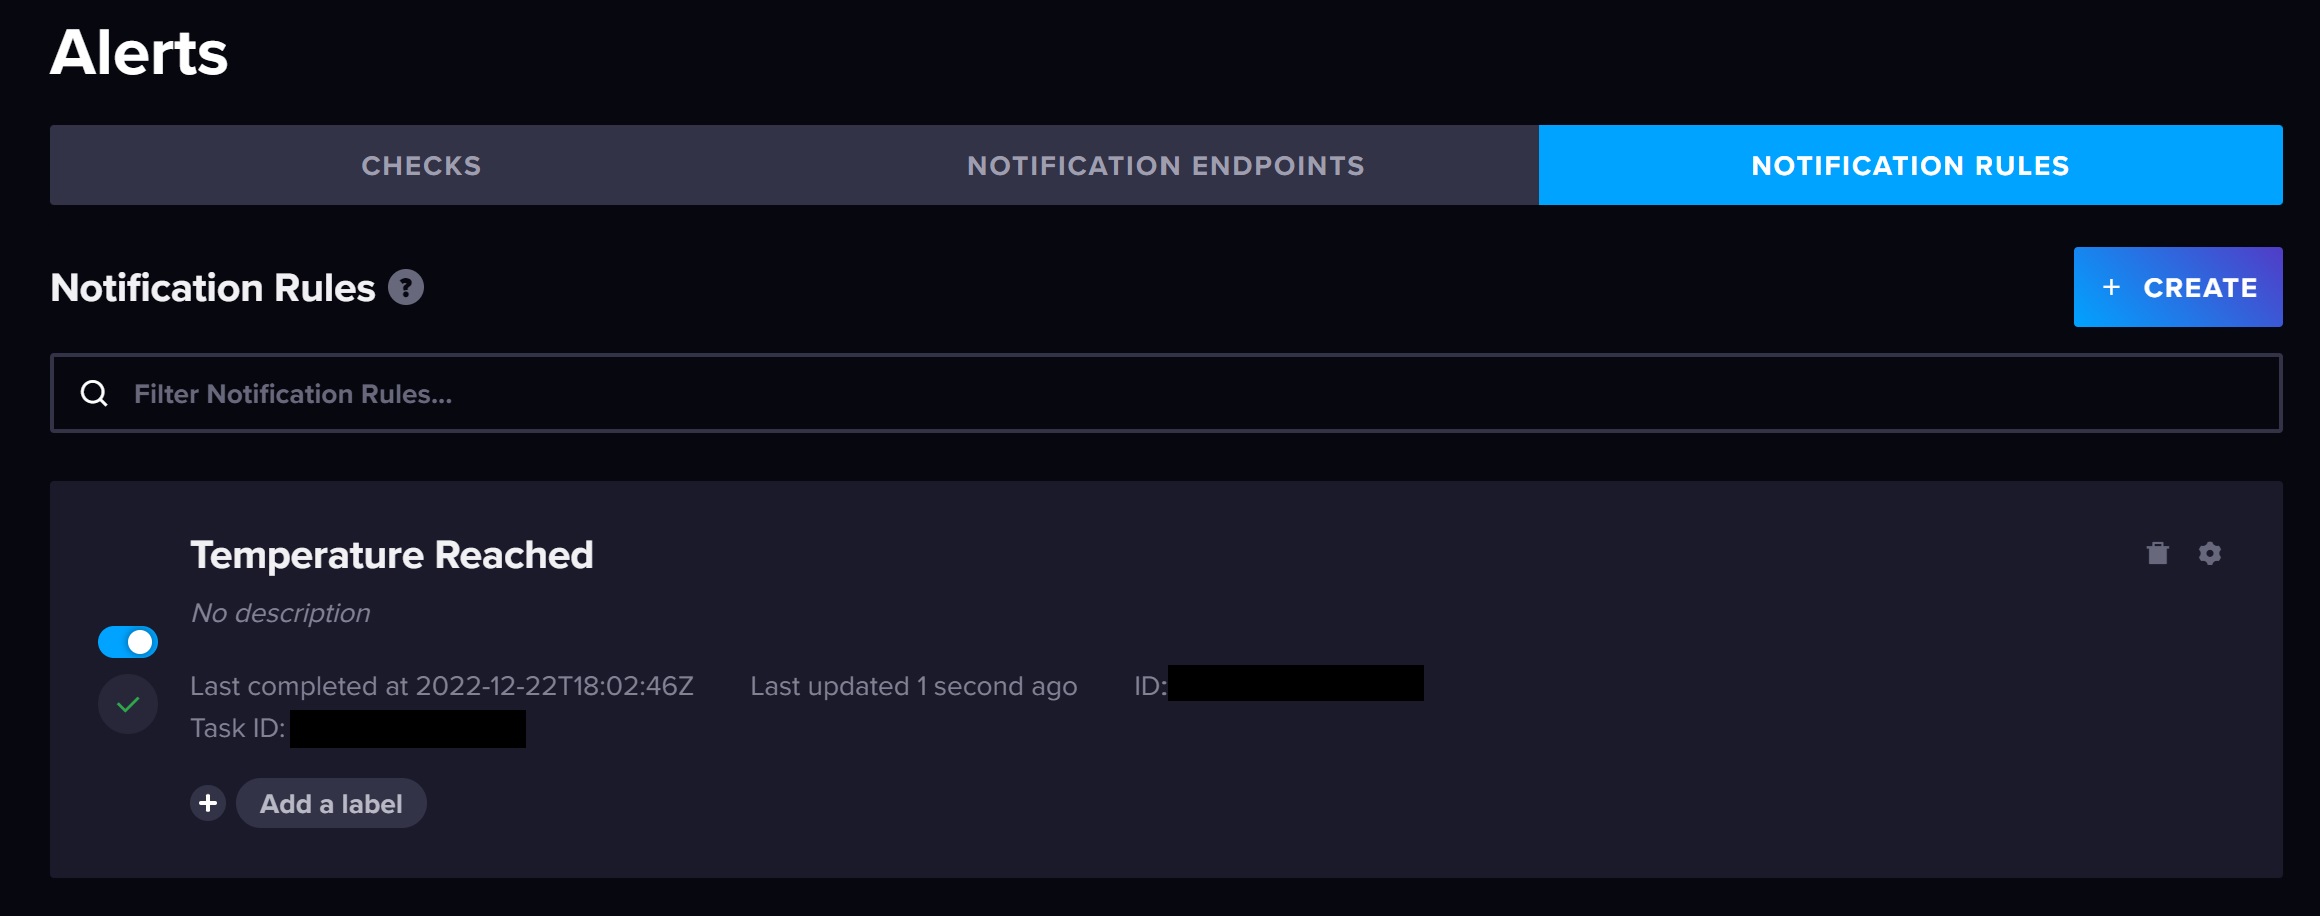 Alerts
CHECKS
NOTIFICATION ENDPOINTS
NOTIFICATION RULES
Notification Rules ?
+ CREATE
Filter Notification Rules...
Temperature Reached
No description
Last completed at 2022-12-22T18:02:46Z Last updated 1 second ago ID:
Task ID:
+ Add a label